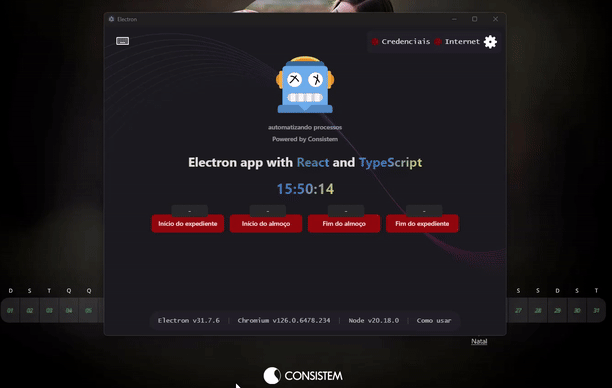 Electron
Credenciais Internet
automatizando processos
Powered by Consistem
Electron app with React and TypeScript
15:50:14
- - - -
Início do expediente Início do almoço Fim do almoço Fim do expediente
D S T Q Q S S D S T
01 02 03 04 05 27 28 29 30 31
Electron v31.7.6 | Chromium v126.0.6478.234 | Node v20.18.0 | Como usar
Natal
CONSISTEM